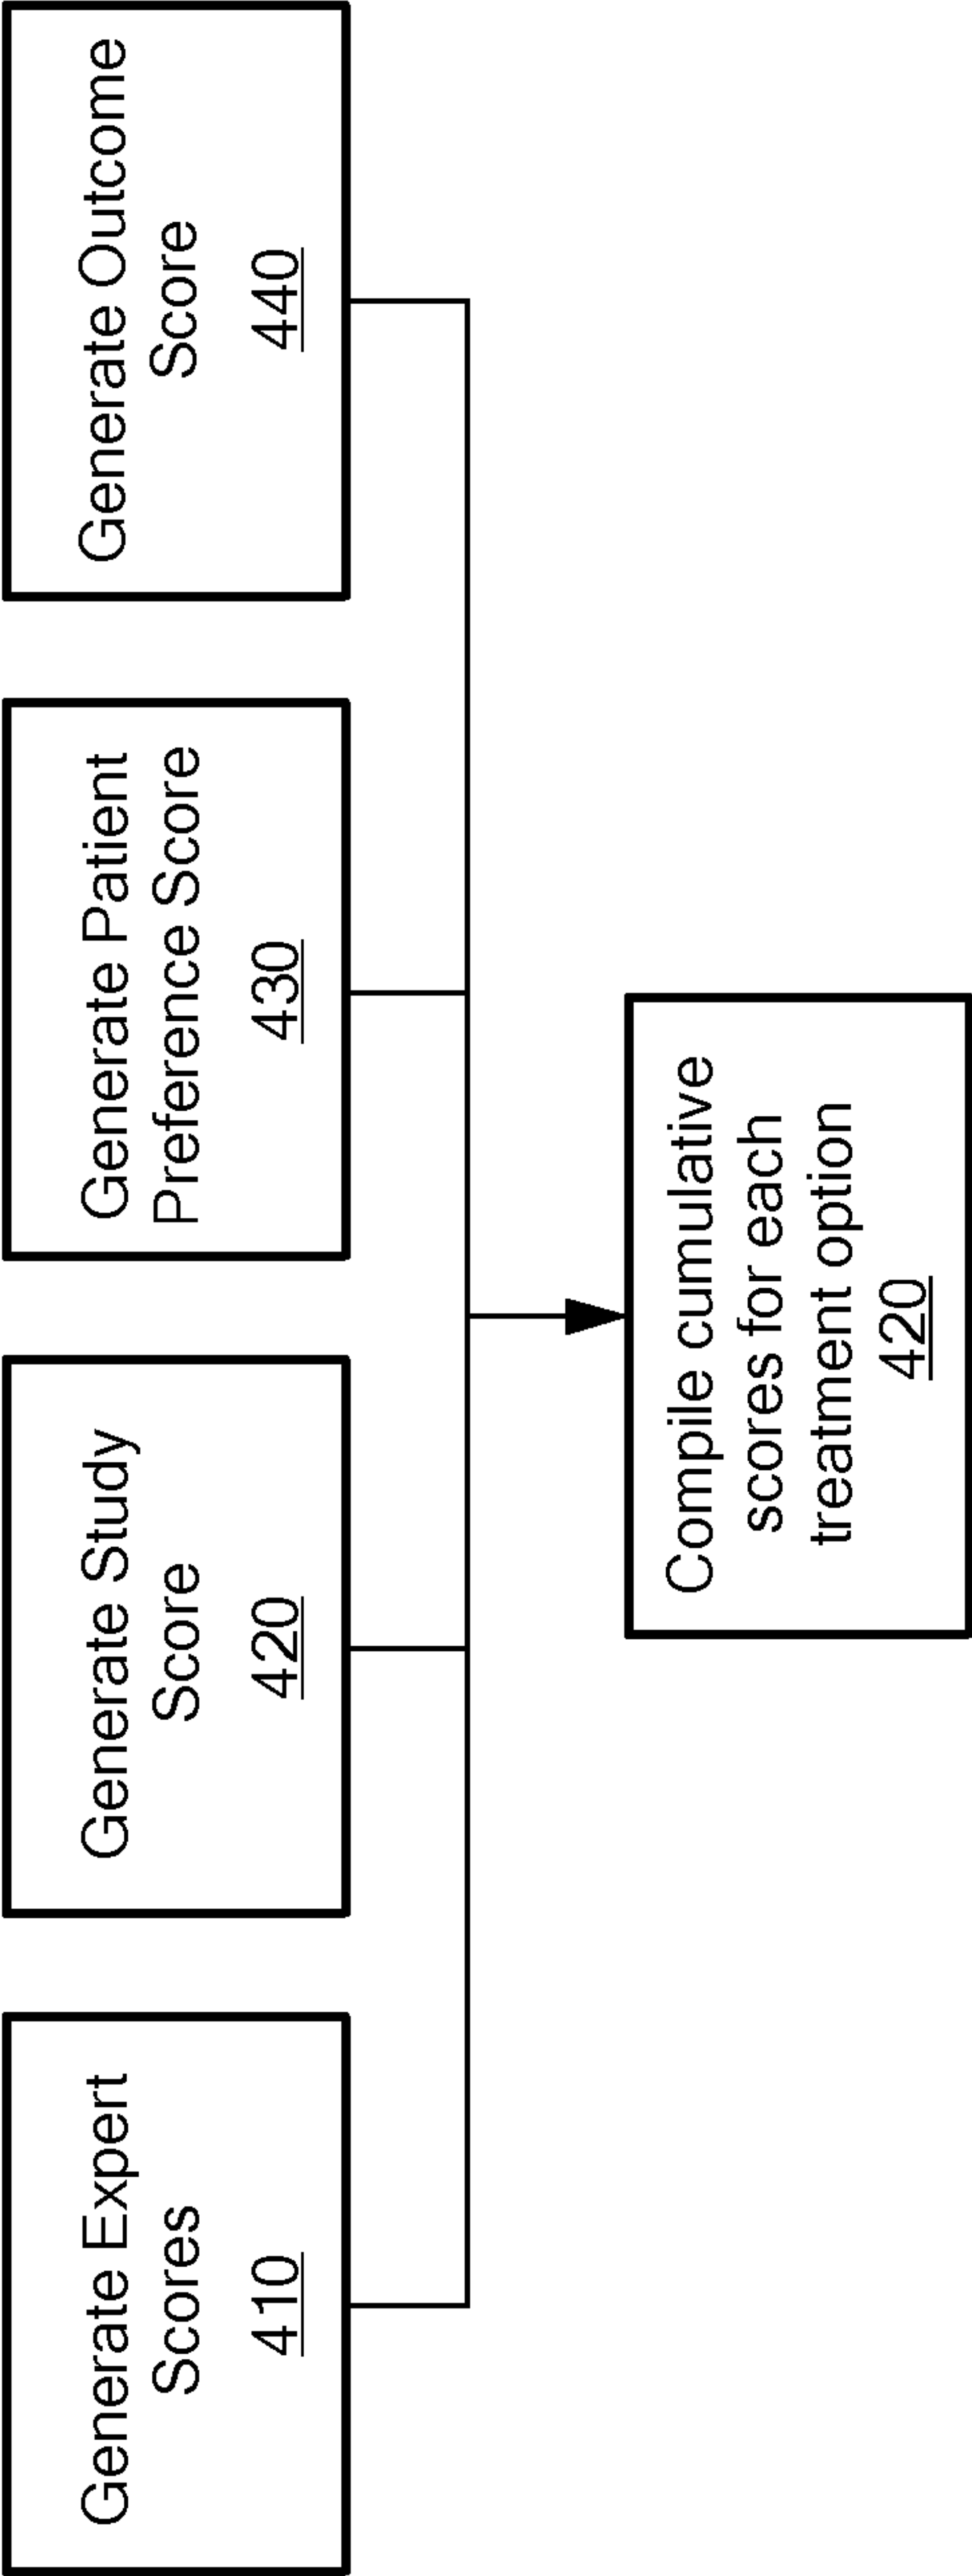 Generate Expert
Scores
410
Generate Study
Score
420
Generate Patient
Preference Score
430
Generate Outcome
Score
440
Compile cumulative
scores for each
treatment option
420